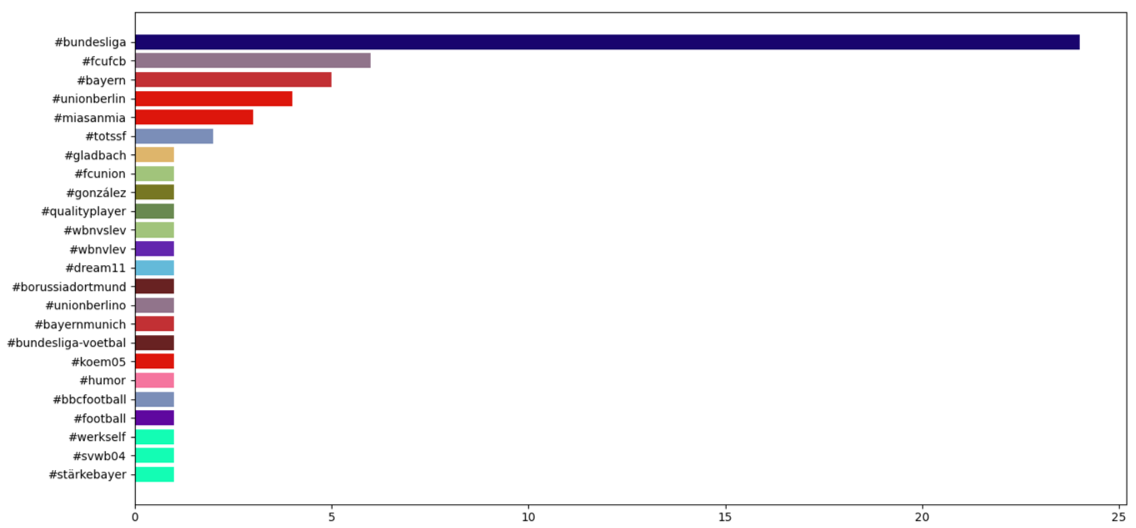 #bundesliga
#fcufcb
#bayern
#unionberlin
#miasanmia
#totssf
#gladbach
#fcunion
#gonzález
#qualityplayer
#wbnvslev
#wbnvlev
#dream11
#borussiadortmund
#unionberlino
#bayernmunich
#bundesliga-voetbal
#koem05
#humor
#bbcfootball
#football
#werkself
#svwb04
#stärkebayer
0 5 10 15 20 25